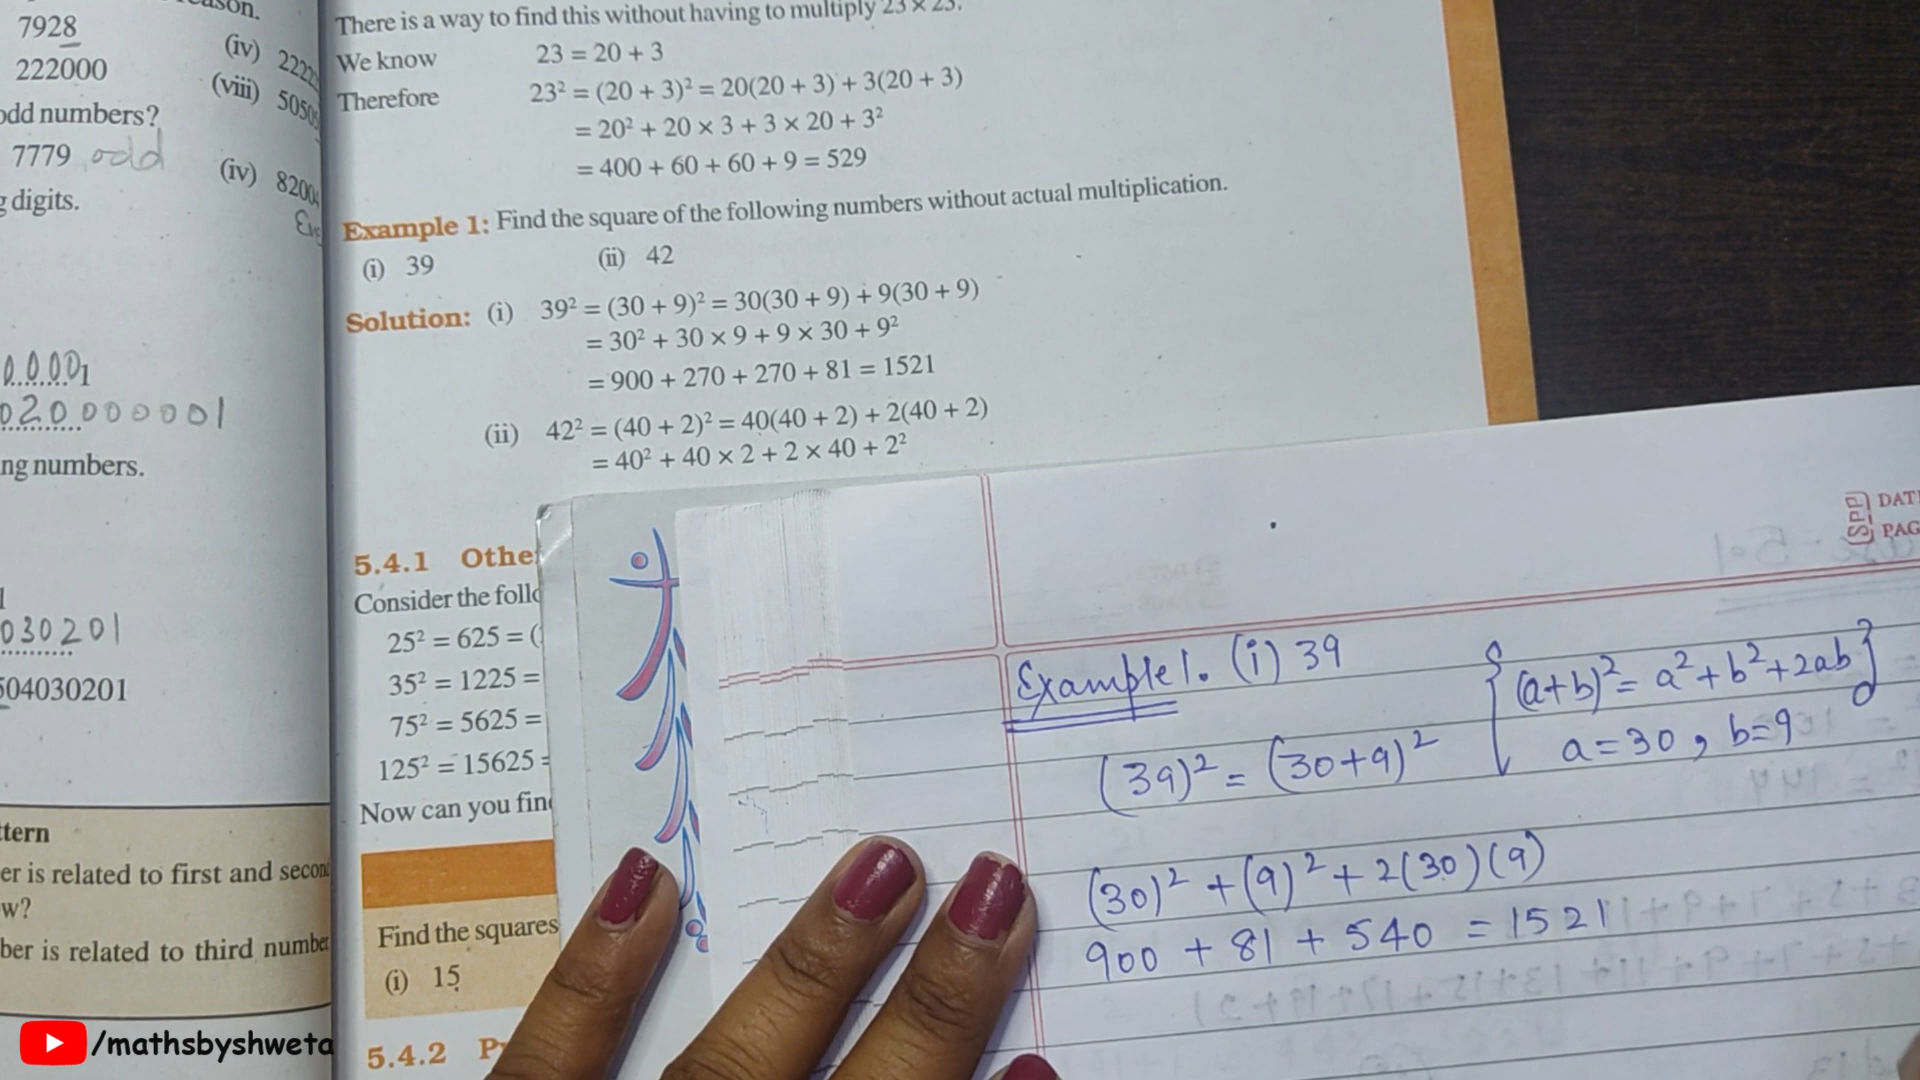 7928
222000
odd numbers?
7779 odd
g digits.
(iv)
(viii)
(iv)
020000001
ng numbers.
030201
504030201
tern
er is related to first and secon
w?
ber is related to third number
There is a way to find this without having to multiply 23 × 23.
We know 23 = 20 + 3
Therefore 23² = (20 + 3)² = 20(20 + 3) + 3(20 + 3)
= 20² + 20 × 3 + 3 × 20 + 3²
= 400 + 60 + 60 + 9 = 529
Example 1: Find the square of the following numbers without actual multiplication.
(i) 39 (ii) 42
Solution: (i) 39² = (30 + 9)² = 30(30 + 9) + 9(30 + 9)
= 30² + 30 × 9 + 9 × 30 + 9²
= 900 + 270 + 270 + 81 = 1521
(ii) 42² = (40 + 2)² = 40(40 + 2) + 2(40 + 2)
= 40² + 40 × 2 + 2 × 40 + 2²
5.4.1 Othe
Consider the follo
25² = 625 = (
35² = 1225 =
75² = 5625 =
125² = 15625 =
Now can you fin
Find the squares
(i) 15
5.4.2 P
SPP DAT
PAG
Example 1. (i) 39 {(a+b)² = a² + b² + 2ab}
(39)² = (30+9)² a = 30, b = 9
(30)² + (9)² + 2(30)(9)
900 + 81 + 540 = 1521
/mathsbyshweta